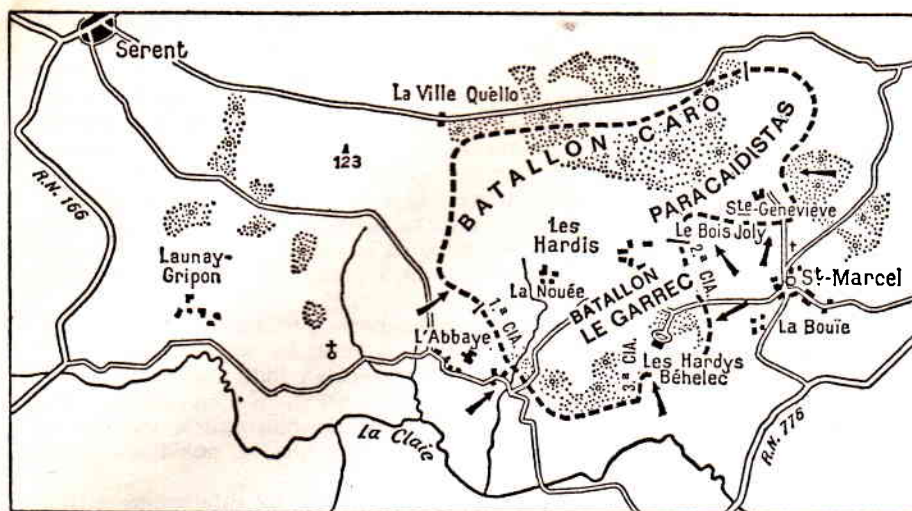 Sérent
La Ville Quello
123
R.N. 166
BATALLON CARO
PARACAIDISTAS
Ste-Geneviève
Le Bois Joly
Les
Hardis
Launay-
Gripon
La Nouée
2.a CIA.
St-Marcel
BATALLON
LE GARREC
1.a CIA.
L'Abbaye
La Bouïe
3.a CIA.
Les Hardys
Béhelec
La Claie
R.N. 776